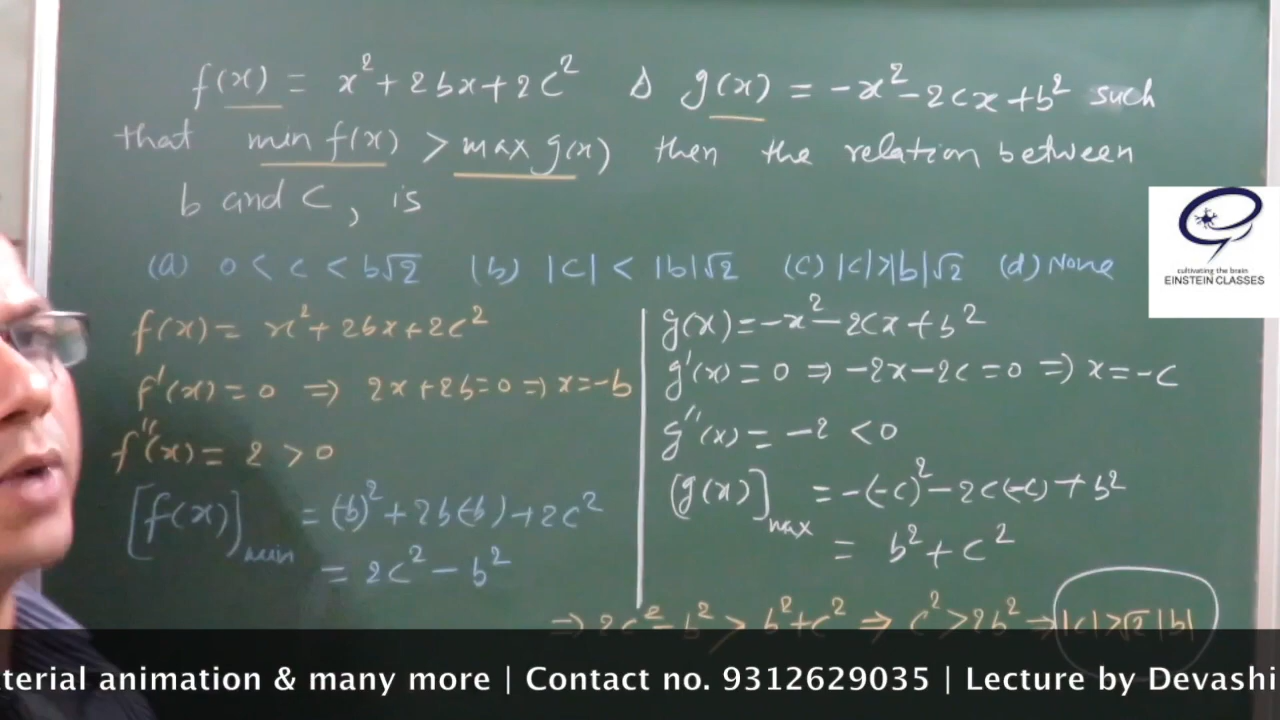 f(x) = x² + 2bx + 2c² & g(x) = -x² - 2cx + b² such
that min f(x) > max g(x) then the relation between
b and c, is
(a) 0 < c < b√2 (b) |c| < |b|√2 (c) |c|>|b|√2 (d) None
cultivating the brain
EINSTEIN CLASSES
f(x) = x² + 2bx + 2c²
f'(x) = 0 ⇒ 2x + 2b = 0 ⇒ x = -b
f''(x) = 2 > 0
[f(x)]min = (-b)² + 2b(-b) + 2c²
= 2c² - b²
g(x) = -x² - 2cx + b²
g'(x) = 0 ⇒ -2x - 2c = 0 ⇒ x = -c
g''(x) = -2 < 0
[g(x)]max = -(-c)² - 2c(-c) + b²
= b² + c²
⇒ 2c² - b² > b² + c² ⇒ c² > 2b² ⇒ |c| > √2 |b|
terial animation & many more | Contact no. 9312629035 | Lecture by Devashi